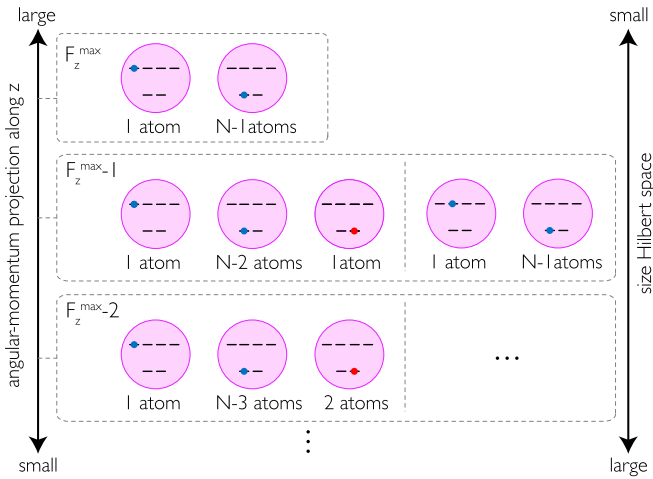 large
small
F_z^max
1 atom
N-1atoms
F_z^max-1
1 atom
N-2 atoms
1atom
1 atom
N-1atoms
F_z^max-2
1 atom
N-3 atoms
2 atoms
...
small
large
angular-momentum projection along z
size Hilbert space